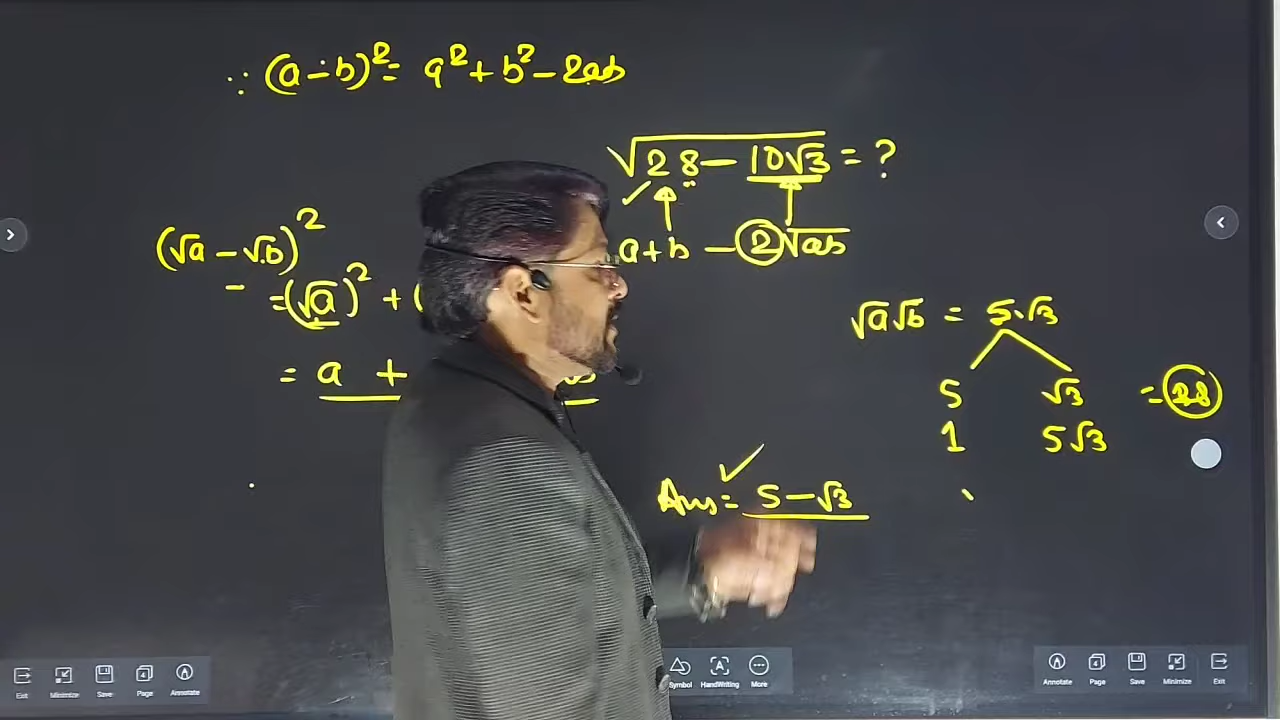 ∵ (a-b)² = a² + b² - 2ab
√28 - 10√3 = ?
a+b - 2√ab
(√a - √b)²
= (√a)² + (
= a +
√a√b = 5·√3
5 √3 = 28
1 5√3
Ans = 5 - √3
Exit Minimize Save Page Annotate
Symbol HandWriting More
Annotate Page Save Minimize Exit